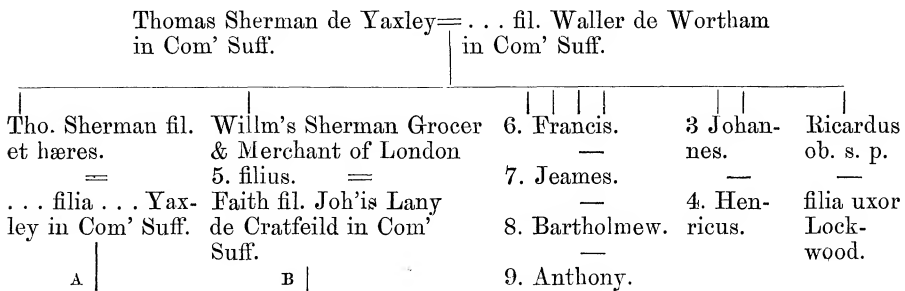 Thomas Sherman de Yaxley=. . . fil. Waller de Wortham
in Com' Suff. in Com' Suff.
Tho. Sherman fil.
et hæres.
=
. . . filia . . . Yax-
ley in Com' Suff.
A
Willm's Sherman Grocer
& Merchant of London
5. filius. =
Faith fil. Joh'is Lany
de Cratfeild in Com'
Suff.
B
6. Francis.
—
7. Jeames.
—
8. Bartholmew.
—
9. Anthony.
3 Johan-
nes.
—
4. Hen-
ricus.
Ricardus
ob. s. p.
—
filia uxor
Lock-
wood.